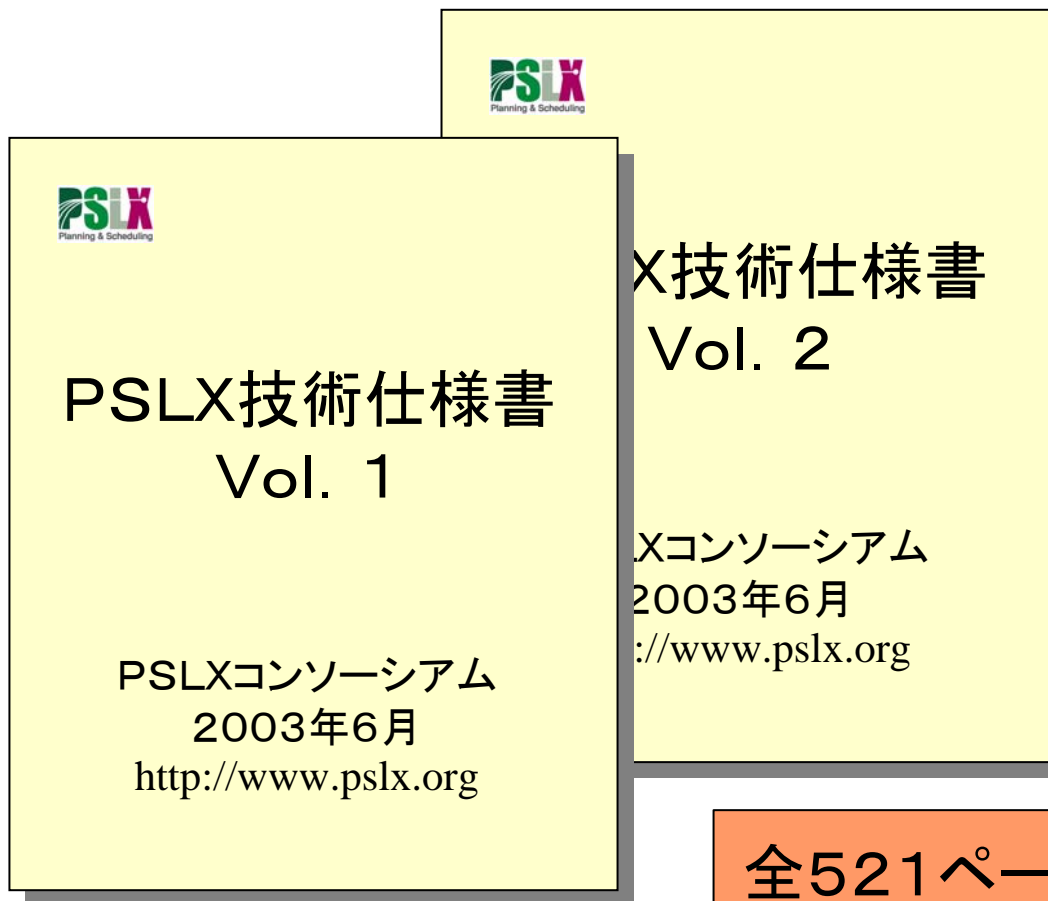 PSLX
Planning & Scheduling
PSLX技術仕様書
Vol. 1
PSLXコンソーシアム
2003年6月
http://www.pslx.org
PSLX
Planning & Scheduling
X技術仕様書
Vol. 2
Xコンソーシアム
2003年6月
://www.pslx.org
全521ペー